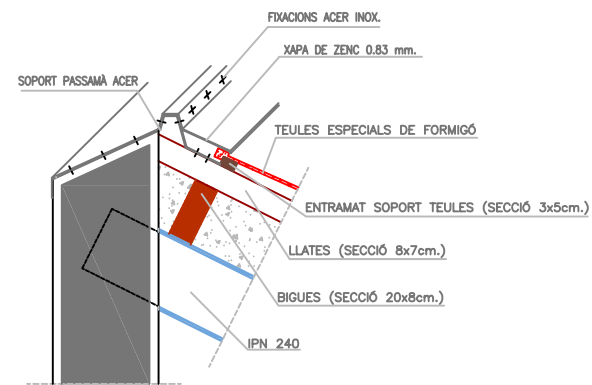 FIXACIONS ACER INOX.
XAPA DE ZENC 0.83 mm.
SOPORT PASSAMÀ ACER
TEULES ESPECIALS DE FORMIGÓ
ENTRAMAT SOPORT TEULES (SECCIÓ 3x5cm.)
LLATES (SECCIÓ 8x7cm.)
BIGUES (SECCIÓ 20x8cm.)
IPN 240